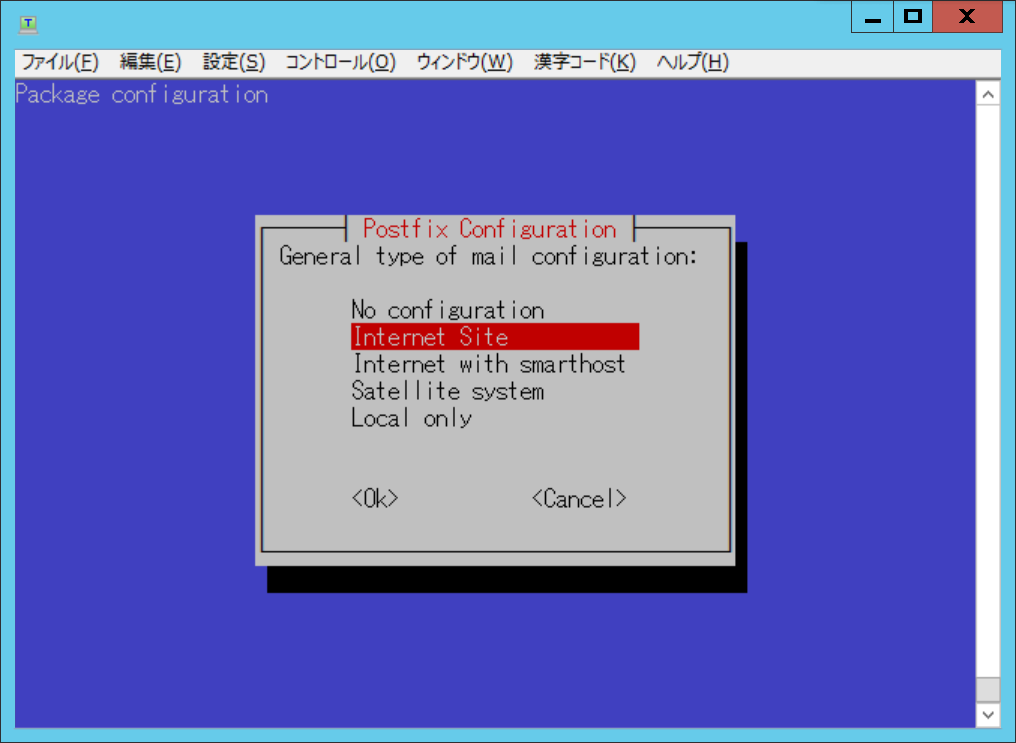 T
X
ファイル(F) 編集(E) 設定(S) コントロール(O) ウィンドウ(W) 漢字コード(K) ヘルプ(H)
Package configuration
Postfix Configuration
General type of mail configuration:
No configuration
Internet Site
Internet with smarthost
Satellite system
Local only
<Ok> <Cancel>